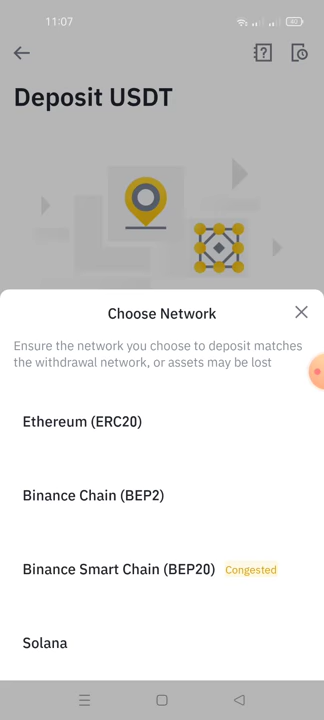 11:07
Deposit USDT
Choose Network
Ensure the network you choose to deposit matches
the withdrawal network, or assets may be lost
Ethereum (ERC20)
Binance Chain (BEP2)
Binance Smart Chain (BEP20) Congested
Solana